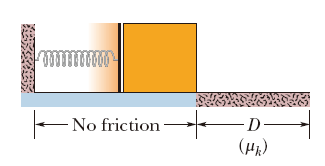 No friction
D
(μk)